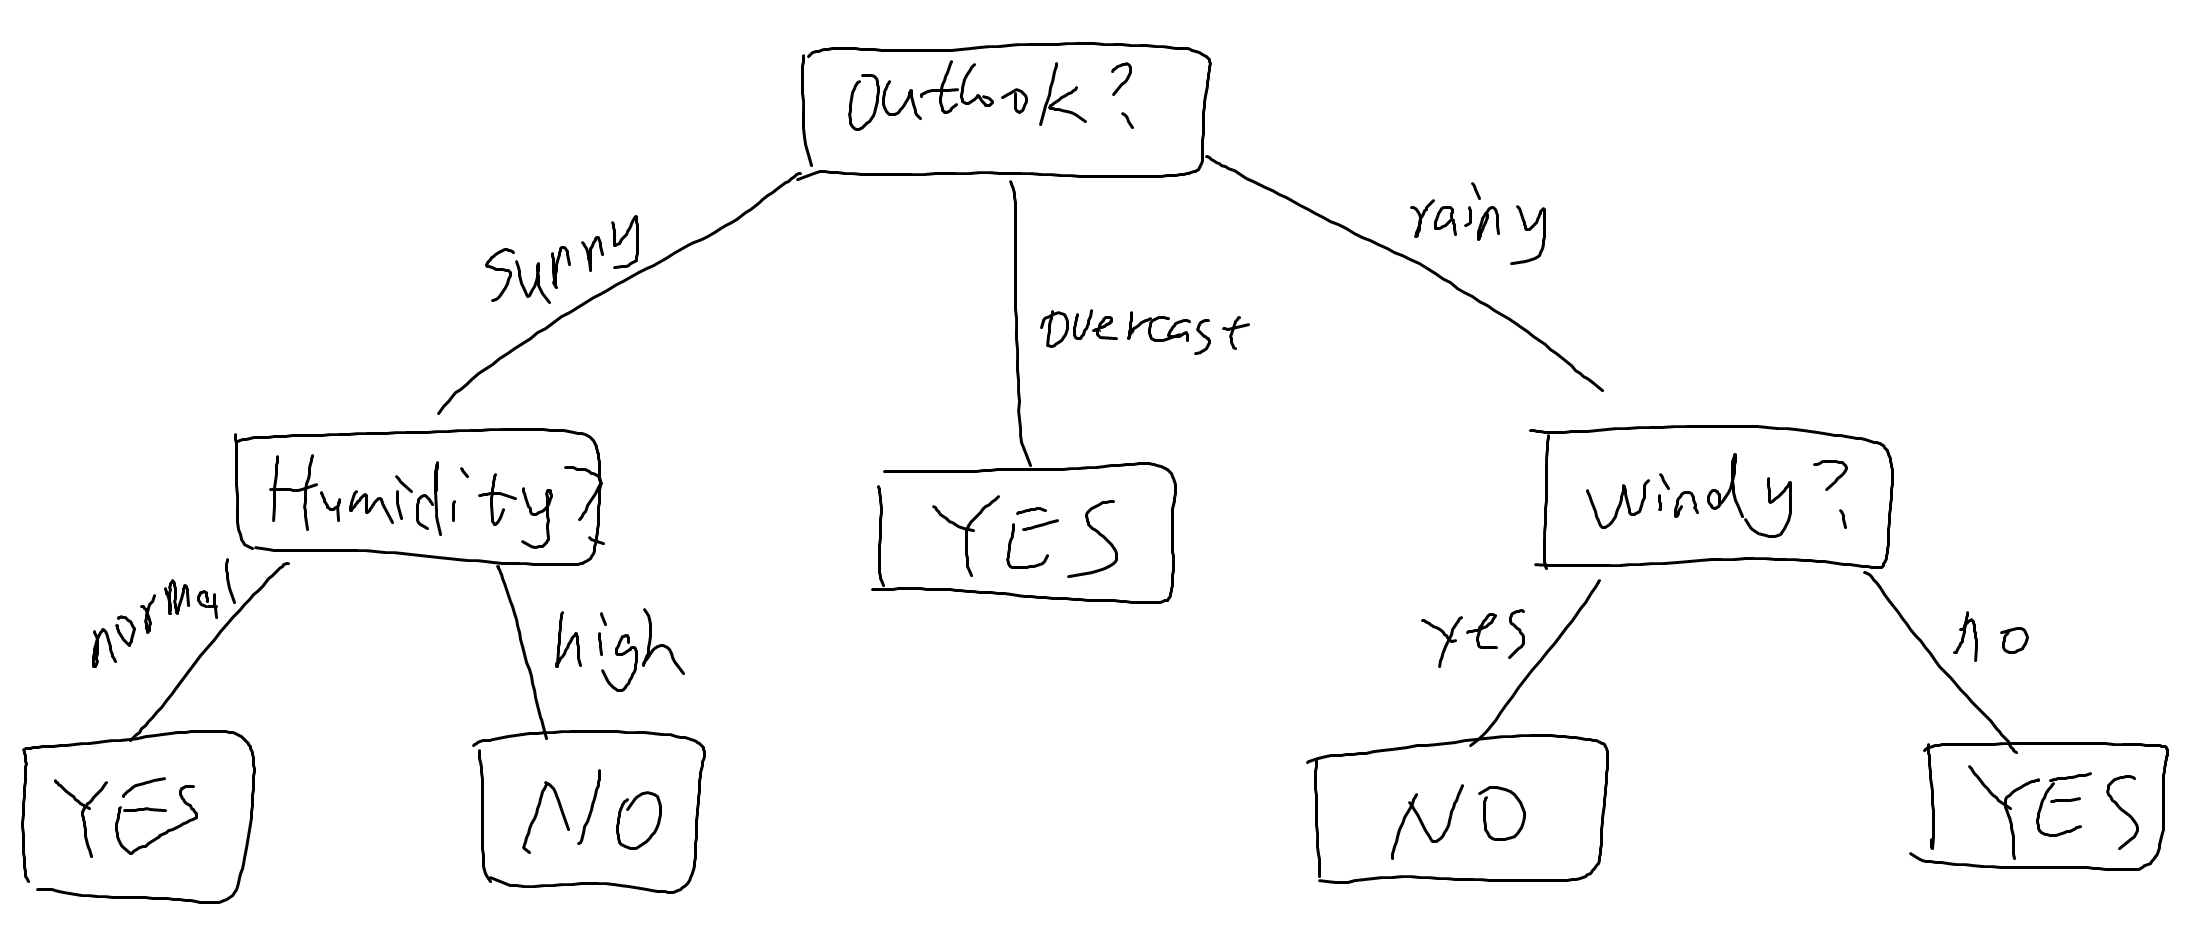 Outlook?
sunny
rainy
overcast
Humidity?
YES
Windy?
normal
high
yes
no
YES
NO
NO
YES